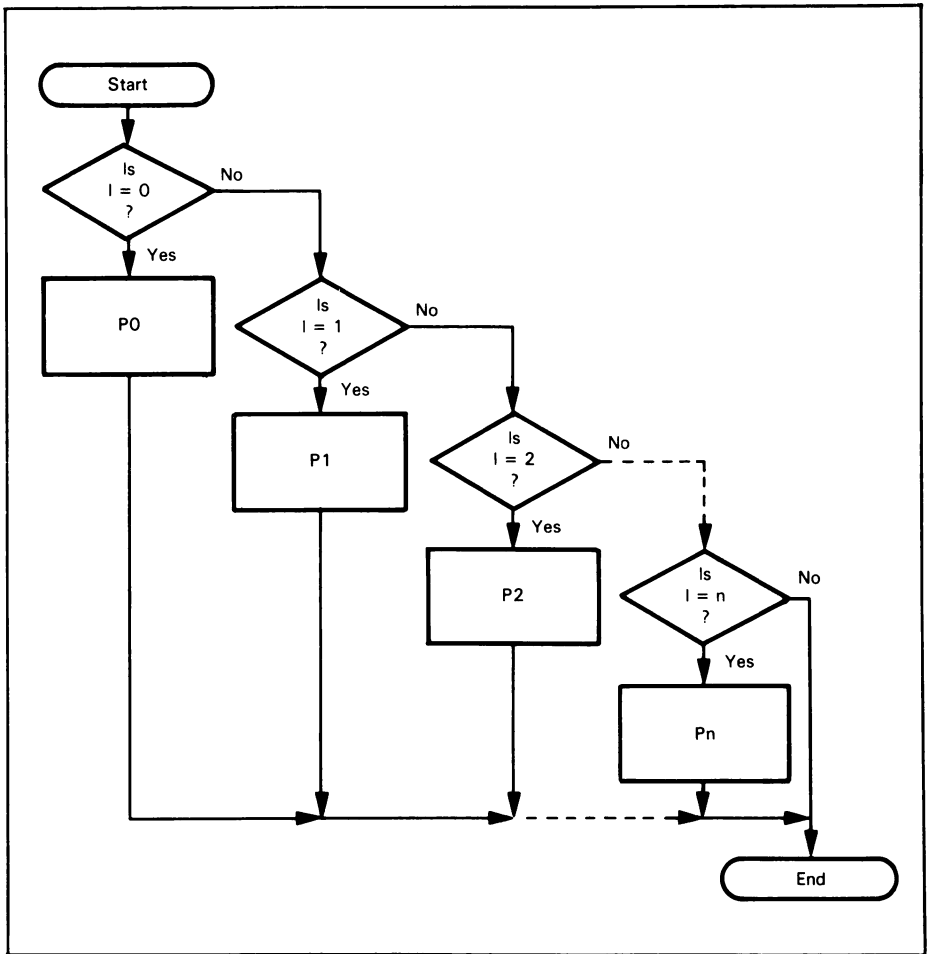 Start
Is
I = 0
?
No
Yes
P0
Is
I = 1
?
No
Yes
P1
Is
I = 2
?
No
Yes
P2
Is
I = n
?
No
Yes
Pn
End